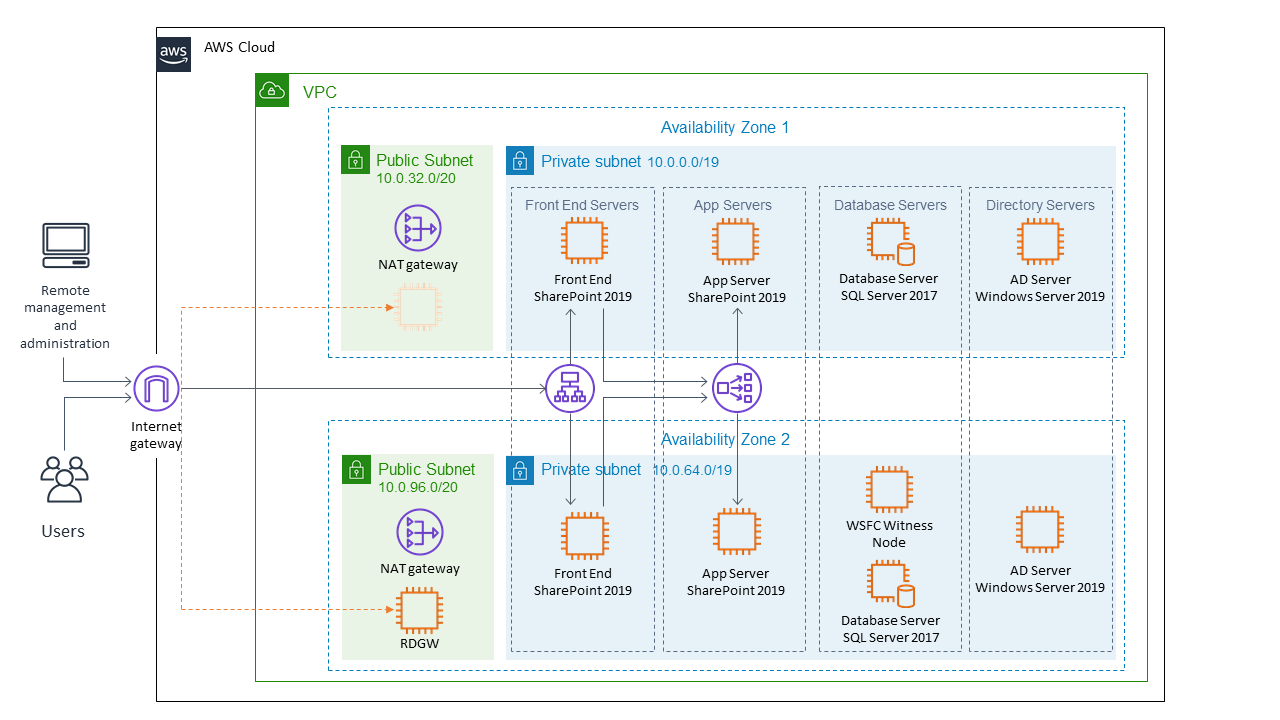 aws
AWS Cloud
VPC
Availability Zone 1
Public Subnet
10.0.32.0/20
NAT gateway
Private subnet 10.0.0.0/19
Front End Servers
Front End
SharePoint 2019
App Servers
App Server
SharePoint 2019
Database Servers
Database Server
SQL Server 2017
Directory Servers
AD Server
Windows Server 2019
Remote
management
and
administration
Internet
gateway
Users
Availability Zone 2
Public Subnet
10.0.96.0/20
NAT gateway
RDGW
Private subnet 10.0.64.0/19
Front End
SharePoint 2019
App Server
SharePoint 2019
WSFC Witness
Node
Database Server
SQL Server 2017
AD Server
Windows Server 2019